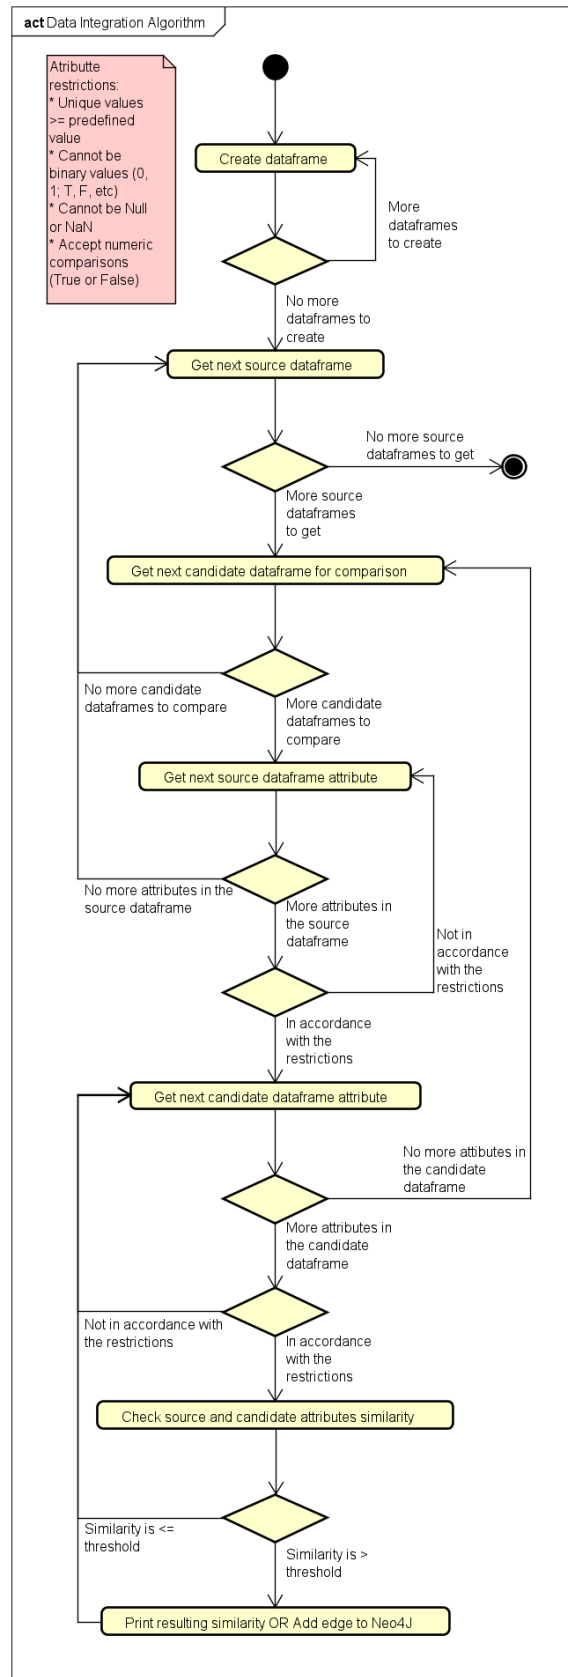 act Data Integration Algorithm
Atributte
restrictions:
* Unique values
>= predefined
value
* Cannot be
binary values (0,
1; T, F, etc)
* Cannot be Null
or NaN
* Accept numeric
comparisons
(True or False)
Create dataframe
More
dataframes
to create
No more
dataframes to
create
Get next source dataframe
No more source
dataframes to get
More source
dataframes
to get
Get next candidate dataframe for comparison
No more candidate
dataframes to compare
More candidate
dataframes to
compare
Get next source dataframe attribute
No more attributes in the
source dataframe
More attributes in
the source
dataframe
Not in
accordance
with the
restrictions
In accordance
with the
restrictions
Get next candidate dataframe attribute
No more attibutes in
the candidate
dataframe
More attributes in
the candidate
dataframe
Not in accordance with
the restrictions
In accordance
with the
restrictions
Check source and candidate attributes similarity
Similarity is <=
threshold
Similarity is >
threshold
Print resulting similarity OR Add edge to Neo4J